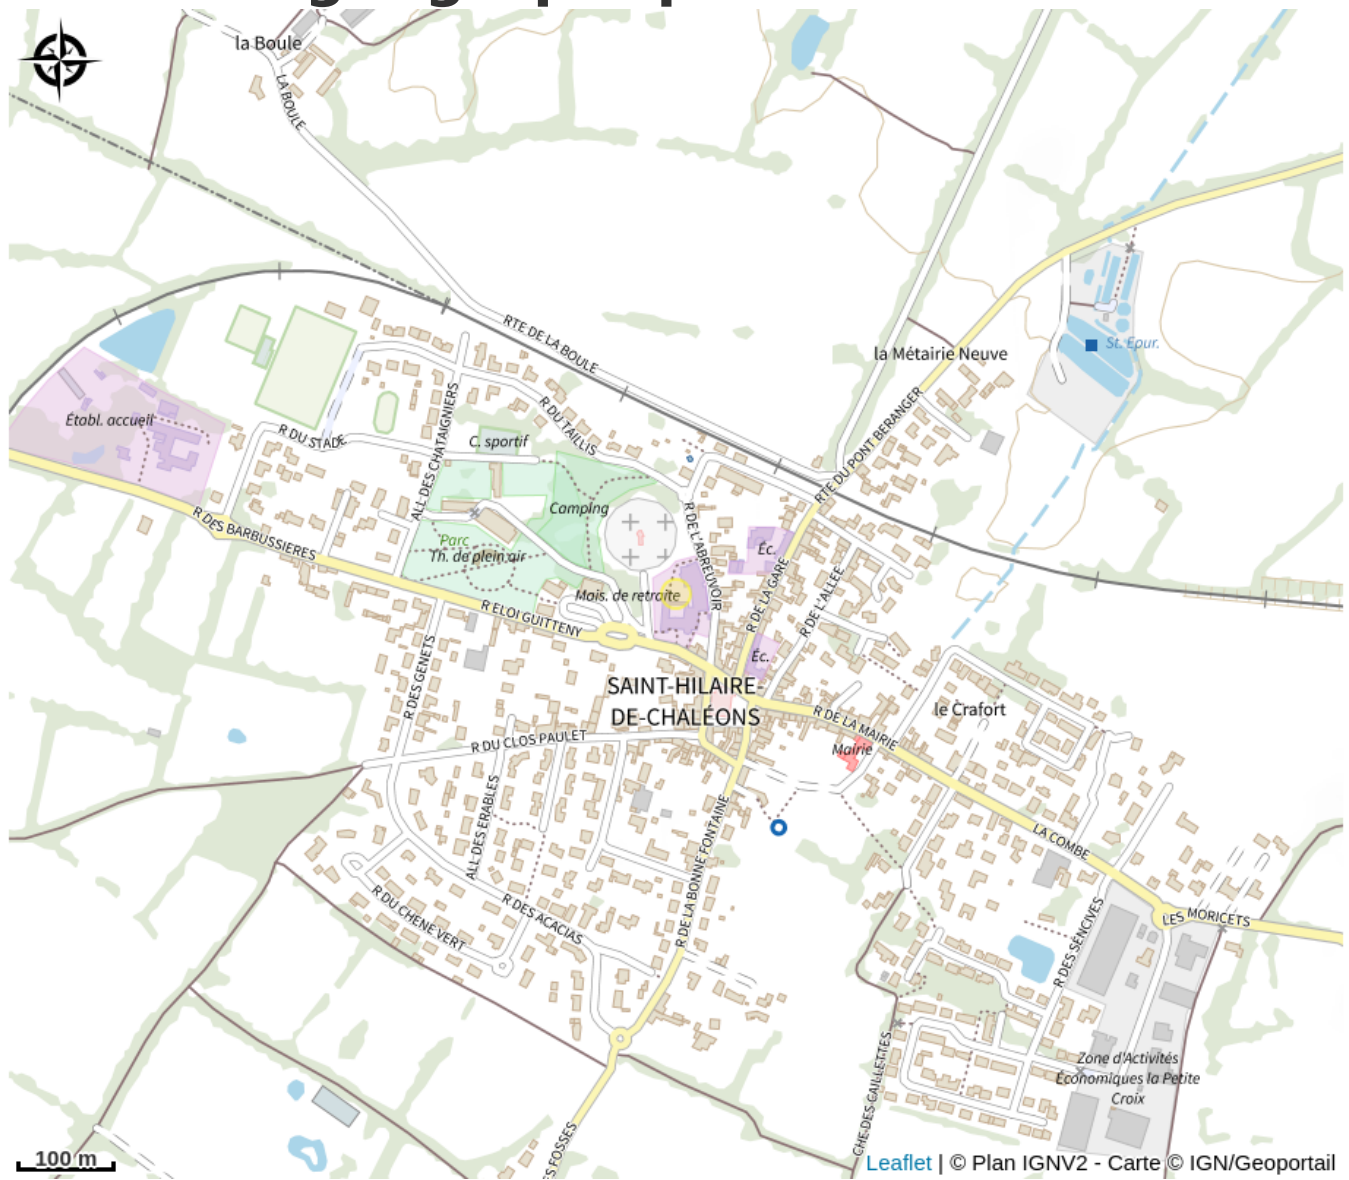 la Boule
LA BOULE
RTE DE LA BOULE
la Métairie Neuve
St. Epur.
RTE DU PONT BERANGER
Établ. accueil
R DU STADE
ALL DES CHATAIGNIERS
C. sportif
R DU TAILLIS
Camping
R DES BARBUSSIERES
Parc
Th. de plein air
R DE L'ABREUVOIR
Éc.
Mais. de retraite
R DE LA GARE
R DE L'ALLEE
R ELOI GUITTENY
R DES GENETS
Éc.
SAINT-HILAIRE-
DE-CHALÉONS
le Crafort
R DE LA MAIRIE
Mairie
R DU CLOS PAULET
ALL DES ERABLES
R DE LA BONNE FONTAINE
LA COMBE
R DU CHENE VERT
R DES ACACIAS
LES MORICETS
R DES SENCIVES
CHE DES CAILLETTES
Zone d'Activités
Économiques la Petite
Croix
ES FOSSES
100 m
Leaflet | © Plan IGNV2 - Carte © IGN/Geoportail